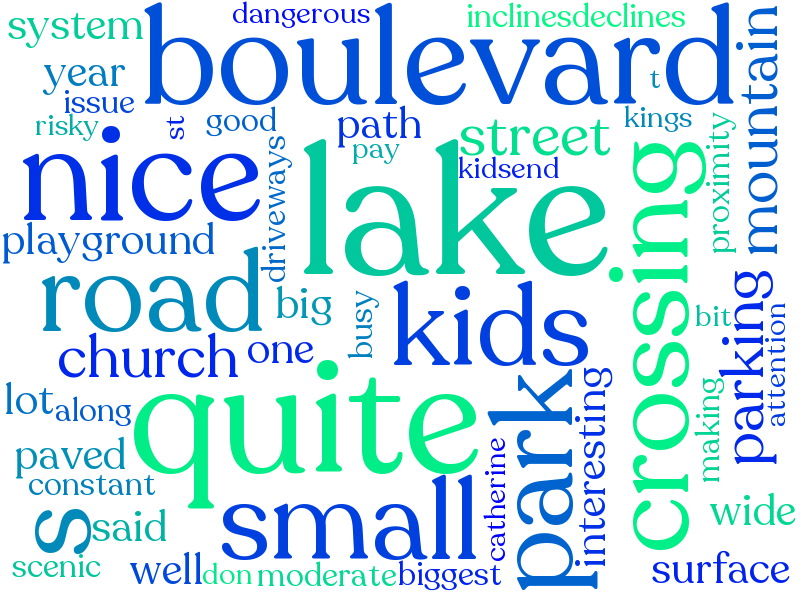 system
dangerous
inclinesdeclines
boulevard
mountain
year
t
issue
risky
st
good
path
street
kings
pay
kidsend
nice
lake
driveways
crossing
proximity
playground
road
big
busy
kids
bit
parking
attention
church
one
lot
along
quite
park
interesting
making
paved
constant
catherine
small
s
said
wide
scenic
well
don
moderate
biggest
surface